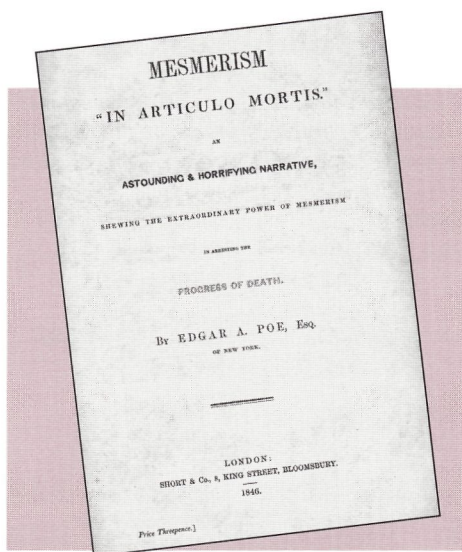 MESMERISM
"IN ARTICULO MORTIS."
AN
ASTOUNDING & HORRIFYING NARRATIVE,
SHEWING THE EXTRAORDINARY POWER OF MESMERISM
IN ARRESTING THE
PROGRESS OF DEATH.
BY EDGAR A. POE, ESQ.
OF NEW YORK.
LONDON:
SHORT & Co., 8, KING STREET, BLOOMSBURY.
1846.
Price Threepence.]